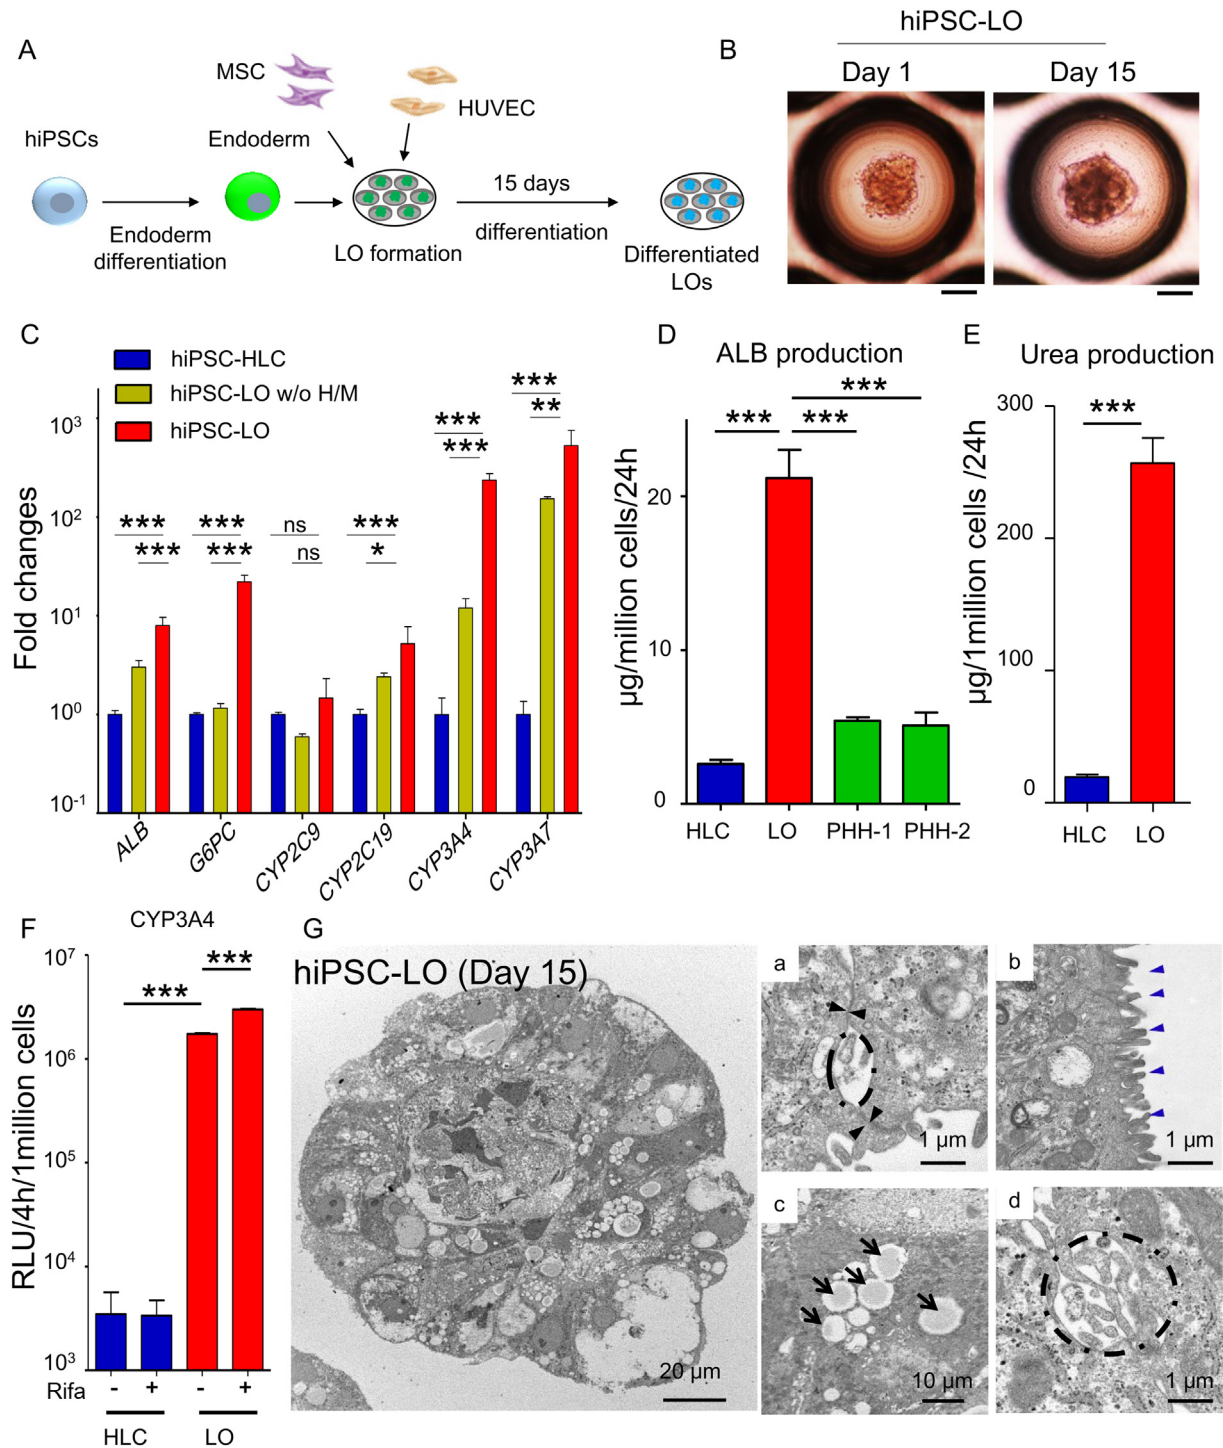 A
MSC
HUVEC
hiPSCs
Endoderm
15 days
Endoderm
differentiation
LO formation
differentiation
Differentiated
LOs
B
hiPSC-LO
Day 1
Day 15
C
hiPSC-HLC
hiPSC-LO w/o H/M
hiPSC-LO
Fold changes
10³
10²
10¹
10⁰
10⁻¹
***
***
***
***
ns
ns
***
*
***
***
***
**
ALB
G6PC
CYP2C9
CYP2C19
CYP3A4
CYP3A7
D
ALB production
µg/million cells/24h
***
***
***
20
10
0
HLC
LO
PHH-1
PHH-2
E
Urea production
µg/1million cells /24h
***
300
200
100
0
HLC
LO
F
CYP3A4
RLU/4h/1million cells
10⁷
10⁶
10⁵
10⁴
10³
***
***
Rifa - + - +
HLC
LO
G
hiPSC-LO (Day 15)
20 µm
a
1 µm
b
1 µm
c
10 µm
d
1 µm